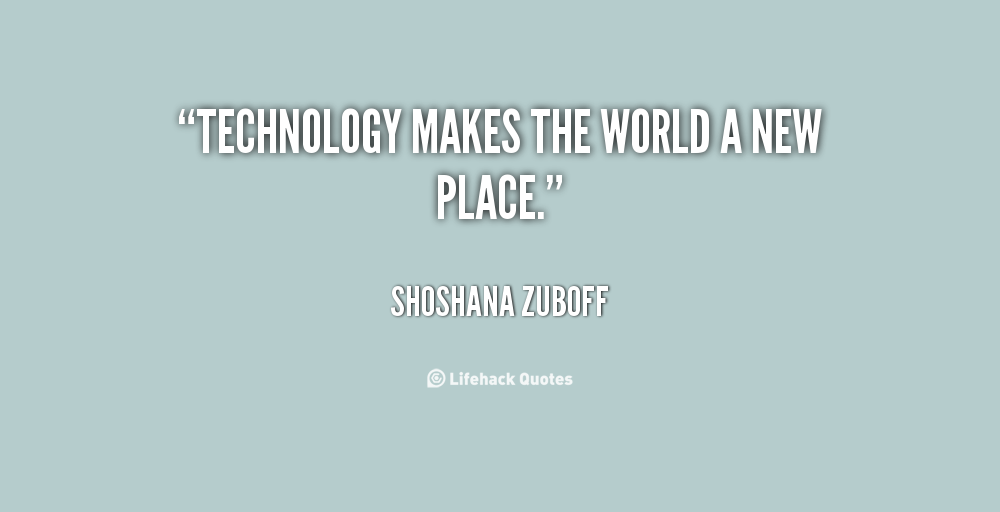 “TECHNOLOGY MAKES THE WORLD A NEW
PLACE.”
SHOSHANA ZUBOFF
Lifehack Quotes